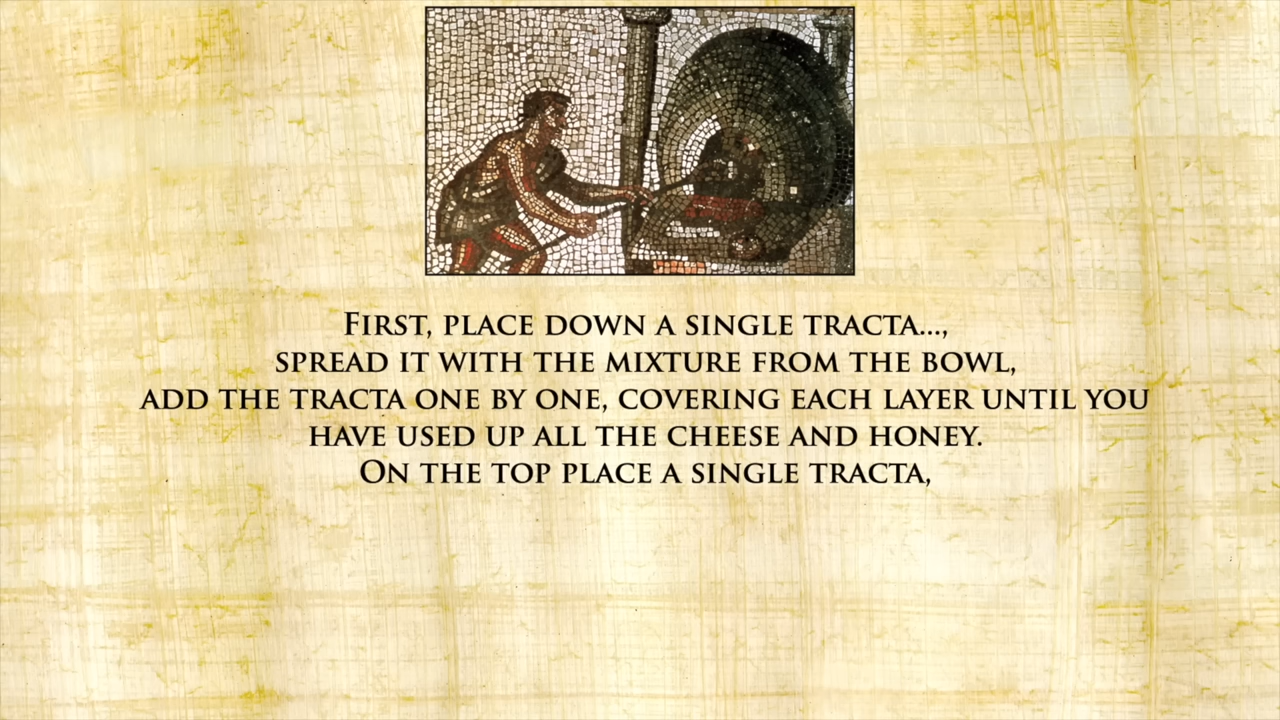 First, place down a single tracta...,
spread it with the mixture from the bowl,
add the tracta one by one, covering each layer until you
have used up all the cheese and honey.
On the top place a single tracta,